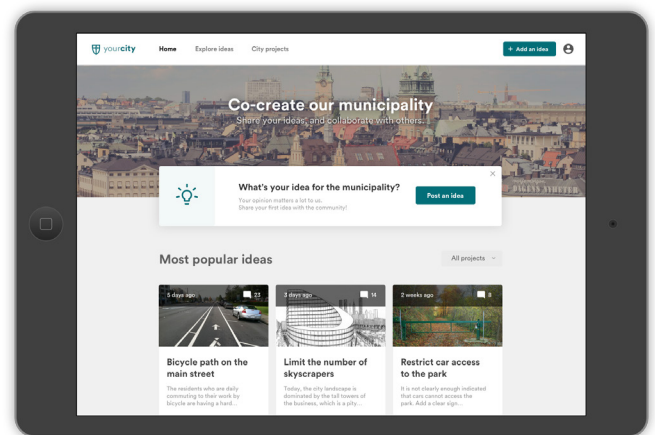 yourcity
Home Explore ideas City projects
+ Add an idea
Co-create our municipality
Share your ideas, and collaborate with others.
DAGENS NYHETER
What's your idea for the municipality?
Your opinion matters a lot to us.
Share your first idea with the community!
Post an idea
Most popular ideas
All projects
5 days ago 23
Bicycle path on the
main street
The residents who are daily
commuting to their work by
bicycle are having a hard...
3 days ago 14
Limit the number of
skyscrapers
Today, the city landscape is
dominated by the tall towers of
the business, which is a pity...
2 weeks ago 8
Restrict car access
to the park
It is not clearly enough indicated
that cars cannot access the
park. Add a clear sign...